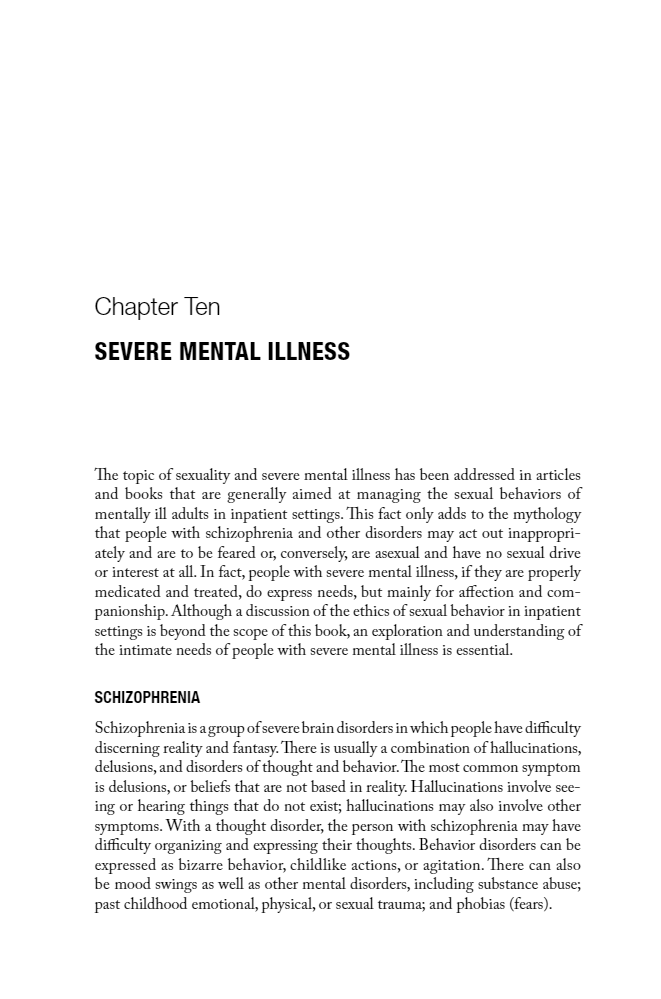 Chapter Ten
SEVERE MENTAL ILLNESS
The topic of sexuality and severe mental illness has been addressed in articles
and books that are generally aimed at managing the sexual behaviors of
mentally ill adults in inpatient settings. This fact only adds to the mythology
that people with schizophrenia and other disorders may act out inappropri-
ately and are to be feared or, conversely, are asexual and have no sexual drive
or interest at all. In fact, people with severe mental illness, if they are properly
medicated and treated, do express needs, but mainly for affection and com-
panionship. Although a discussion of the ethics of sexual behavior in inpatient
settings is beyond the scope of this book, an exploration and understanding of
the intimate needs of people with severe mental illness is essential.
SCHIZOPHRENIA
Schizophrenia is a group of severe brain disorders in which people have difficulty
discerning reality and fantasy. There is usually a combination of hallucinations,
delusions, and disorders of thought and behavior. The most common symptom
is delusions, or beliefs that are not based in reality. Hallucinations involve see-
ing or hearing things that do not exist; hallucinations may also involve other
symptoms. With a thought disorder, the person with schizophrenia may have
difficulty organizing and expressing their thoughts. Behavior disorders can be
expressed as bizarre behavior, childlike actions, or agitation. There can also
be mood swings as well as other mental disorders, including substance abuse;
past childhood emotional, physical, or sexual trauma; and phobias (fears).